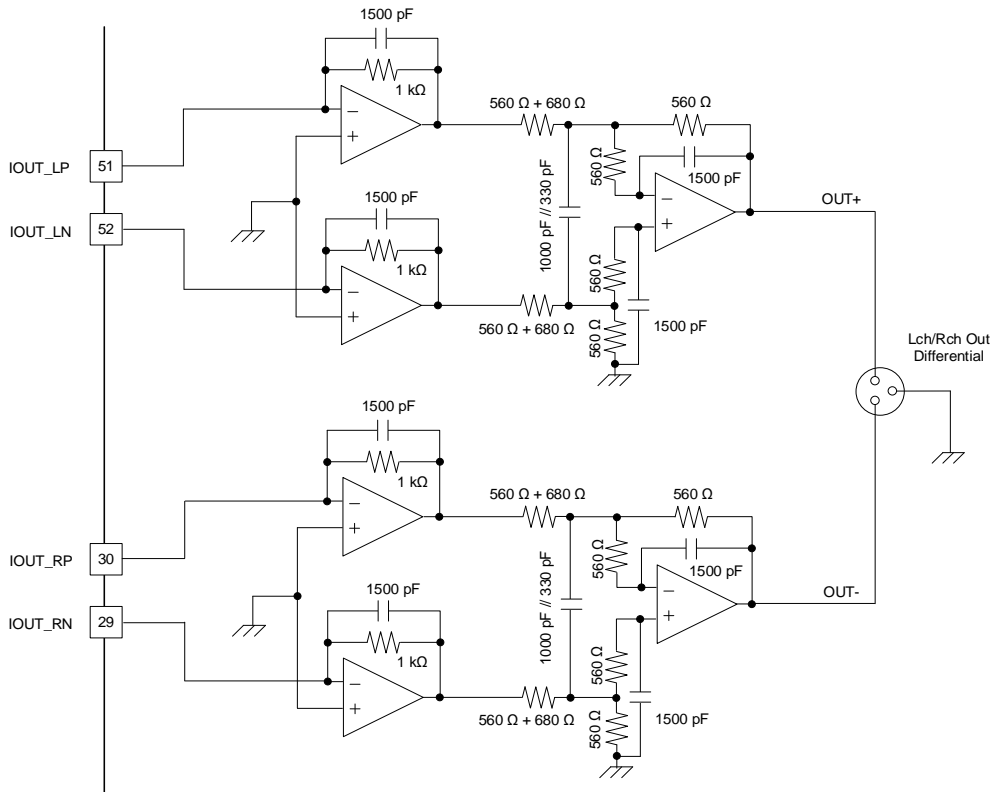 1500 pF
1 kΩ
560 Ω + 680 Ω
560 Ω
560 Ω
1500 pF
IOUT_LP
51
−
+
−
+
OUT+
1500 pF
1000 pF // 330 pF
IOUT_LN
52
1 kΩ
560 Ω
−
+
560 Ω + 680 Ω
560 Ω
1500 pF
Lch/Rch Out
Differential
1500 pF
1 kΩ
560 Ω + 680 Ω
560 Ω
560 Ω
1500 pF
IOUT_RP
30
−
+
−
+
OUT-
1500 pF
1000 pF // 330 pF
IOUT_RN
29
1 kΩ
560 Ω
−
+
560 Ω + 680 Ω
560 Ω
1500 pF